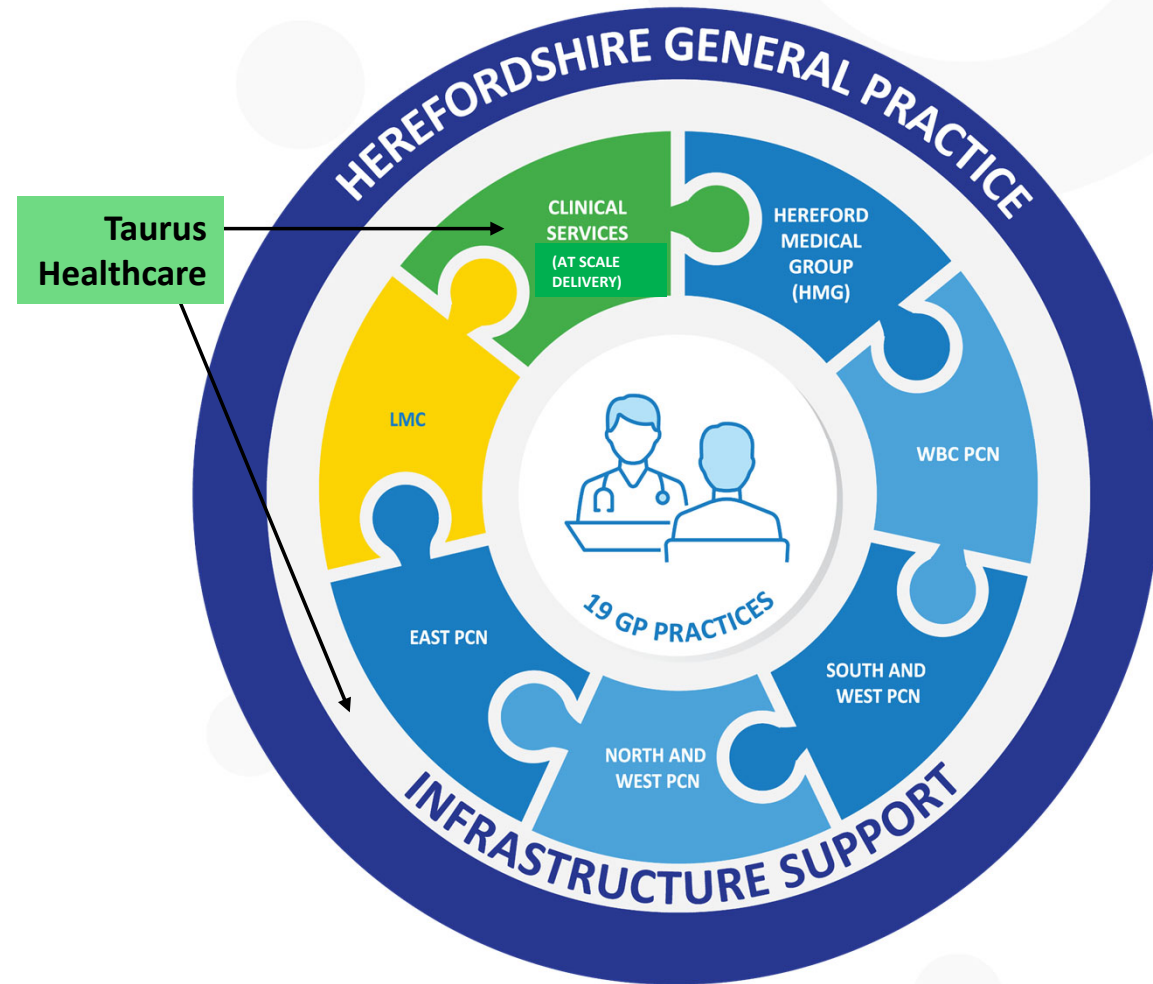 HEREFORDSHIRE GENERAL PRACTICE
Taurus
Healthcare
CLINICAL
SERVICES
(AT SCALE
DELIVERY)
HEREFORD
MEDICAL
GROUP
(HMG)
LMC
WBC PCN
19 GP PRACTICES
EAST PCN
SOUTH AND
WEST PCN
NORTH AND
WEST PCN
INFRASTRUCTURE SUPPORT